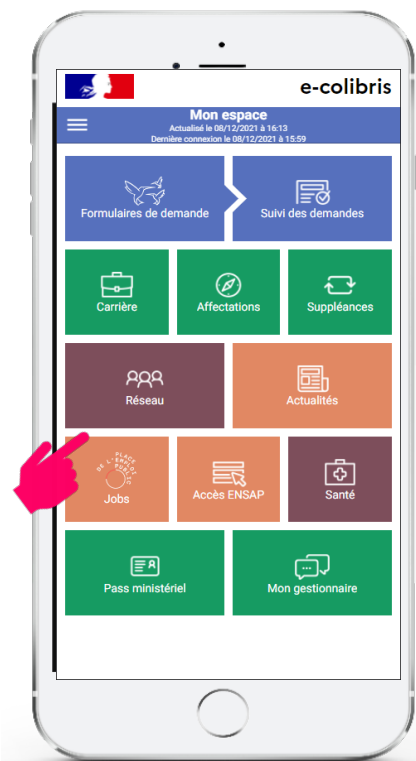 e-colibris
Mon espace
Actualisé le 08/12/2021 à 16:13
Dernière connexion le 08/12/2021 à 15:59
Formulaires de demande
Suivi des demandes
Carrière
Affectations
Suppléances
Réseau
Actualités
PLACE
DE L'EMPLOI
PUBLIC
Jobs
Accès ENSAP
Santé
Pass ministériel
Mon gestionnaire